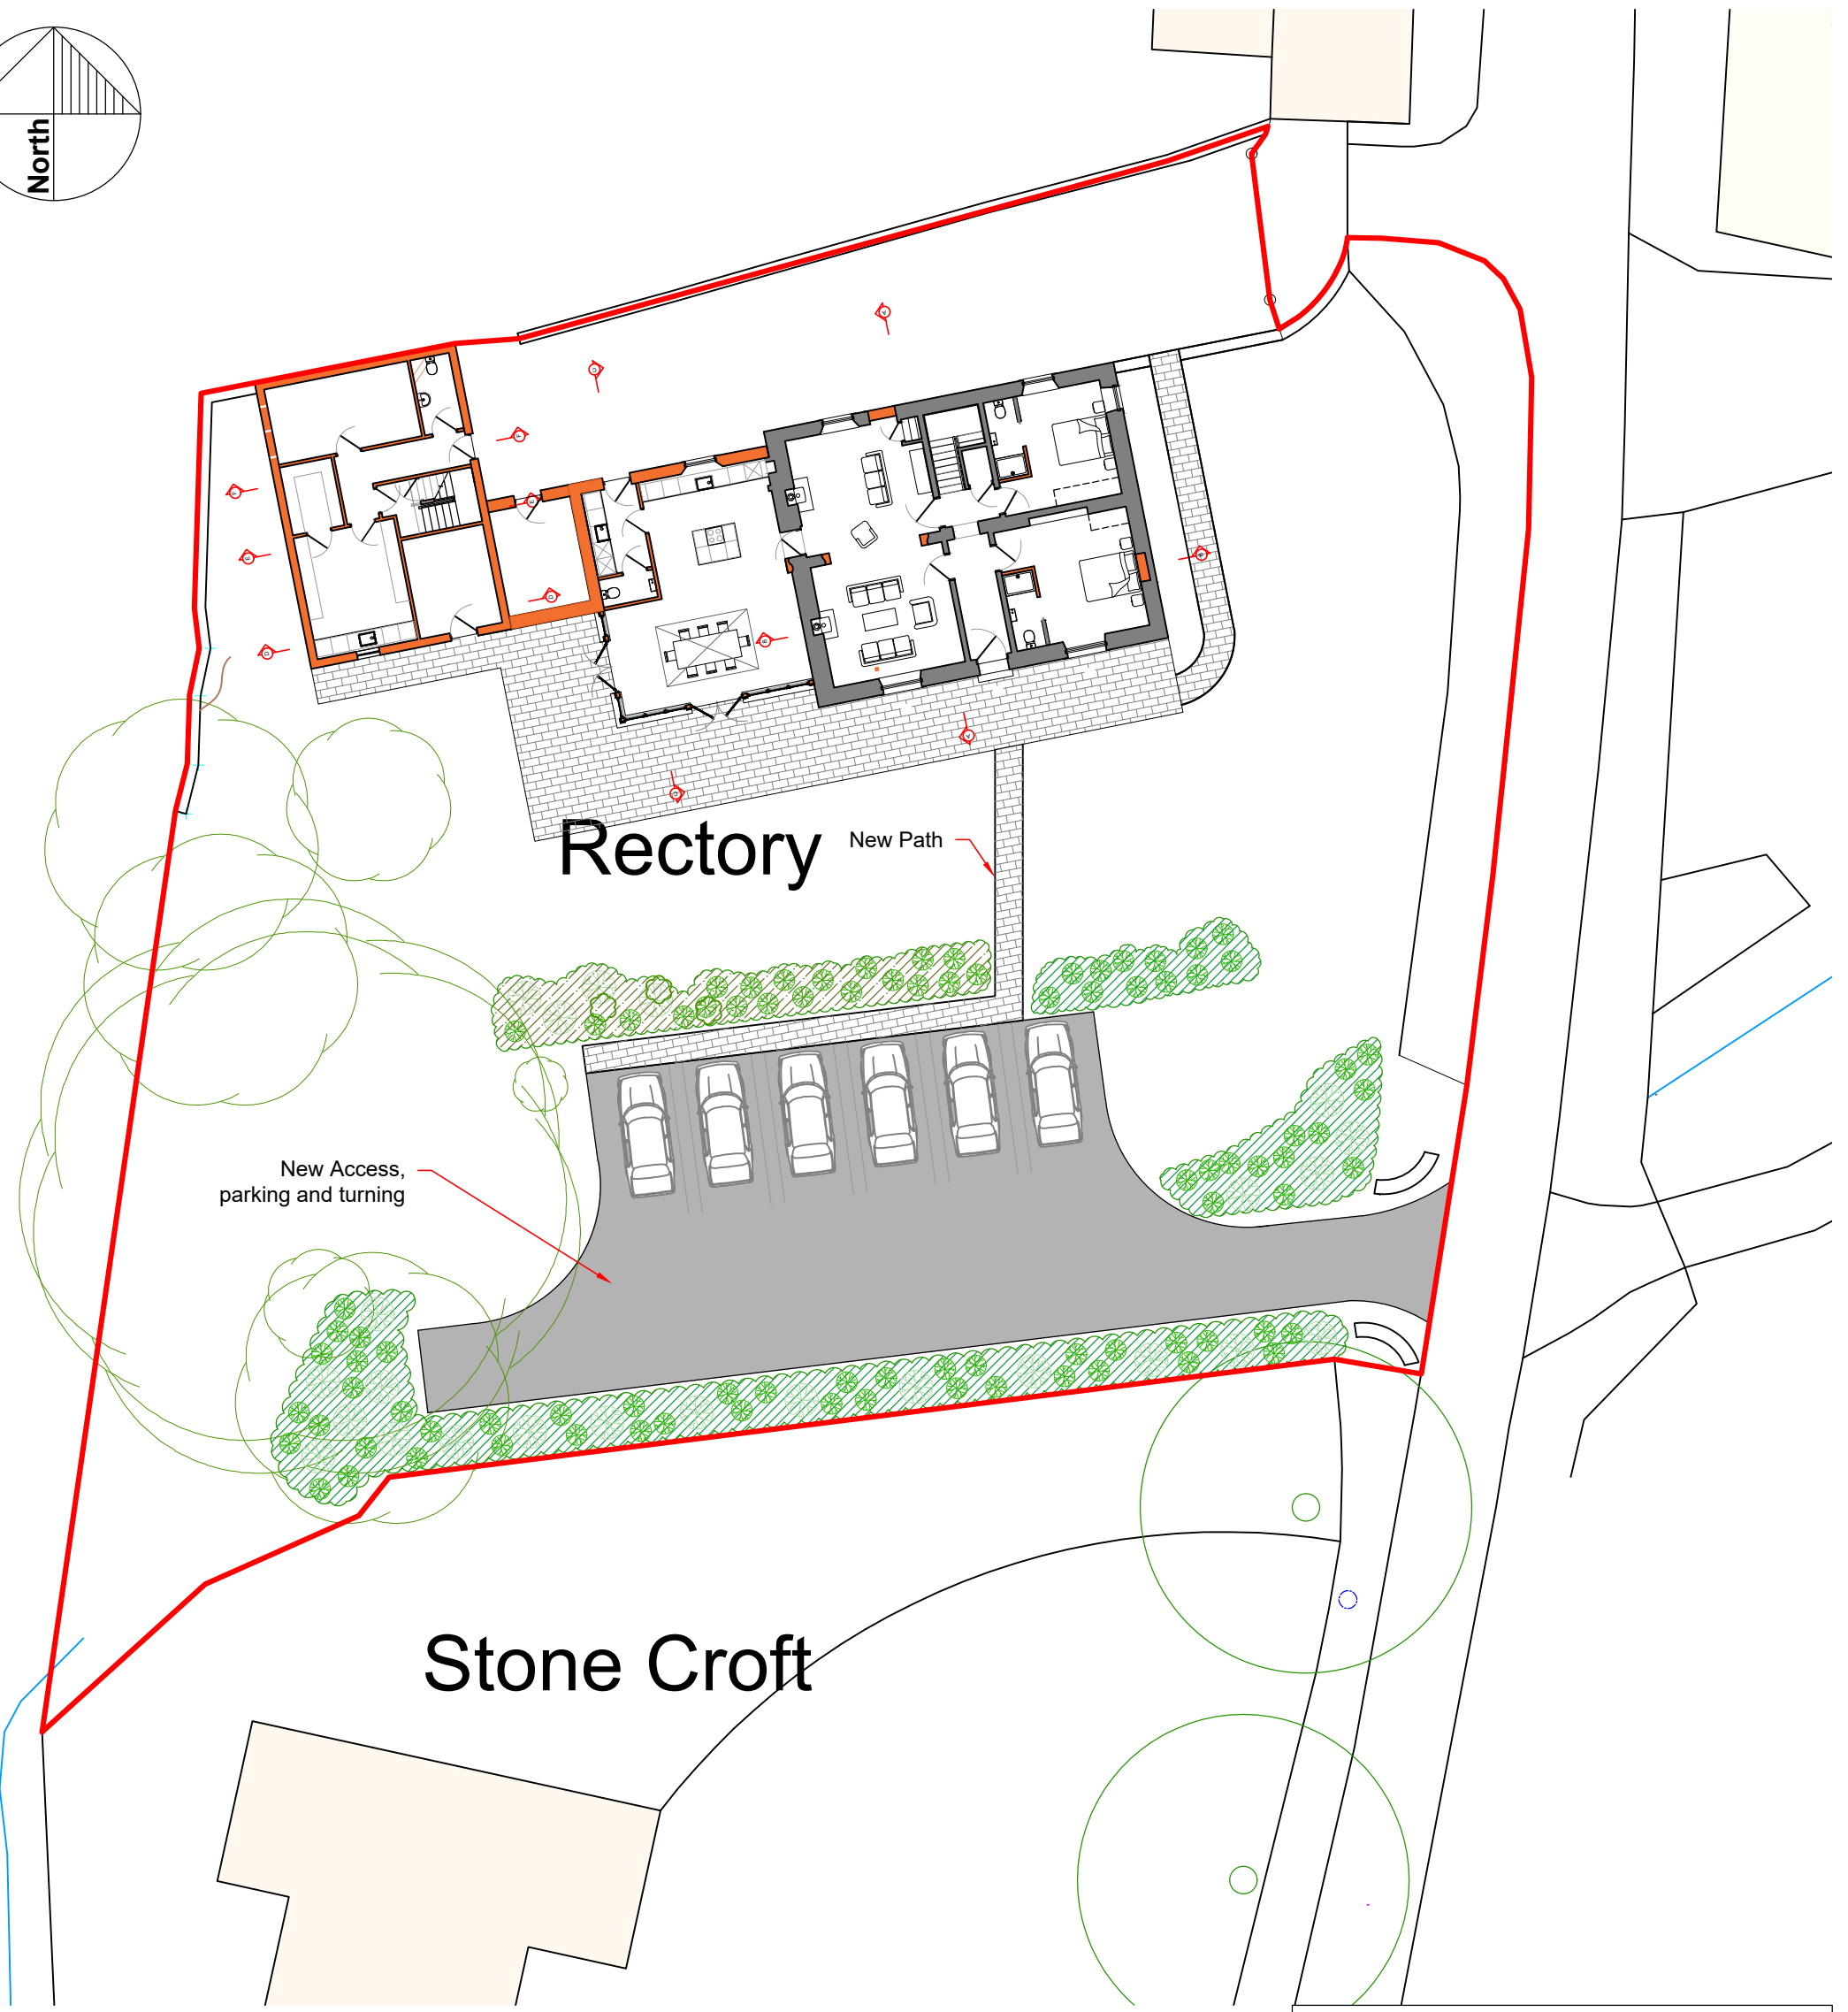 North
Rectory
New Path
New Access,
parking and turning
Stone Croft